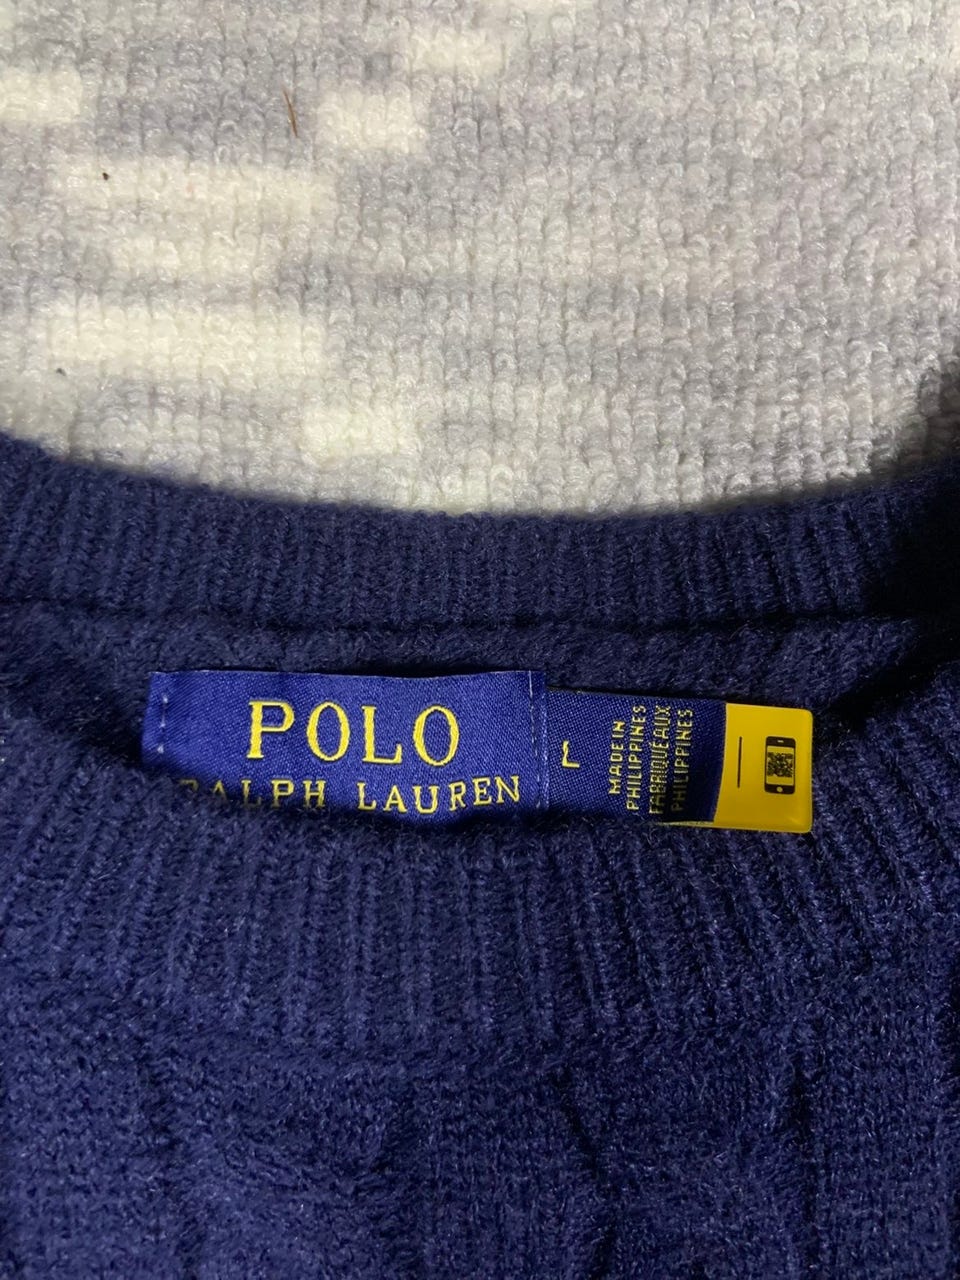 POLO
RALPH LAUREN
L
MADE IN
PHILIPPINES
FABRIQUÉ AUX
PHILIPPINES